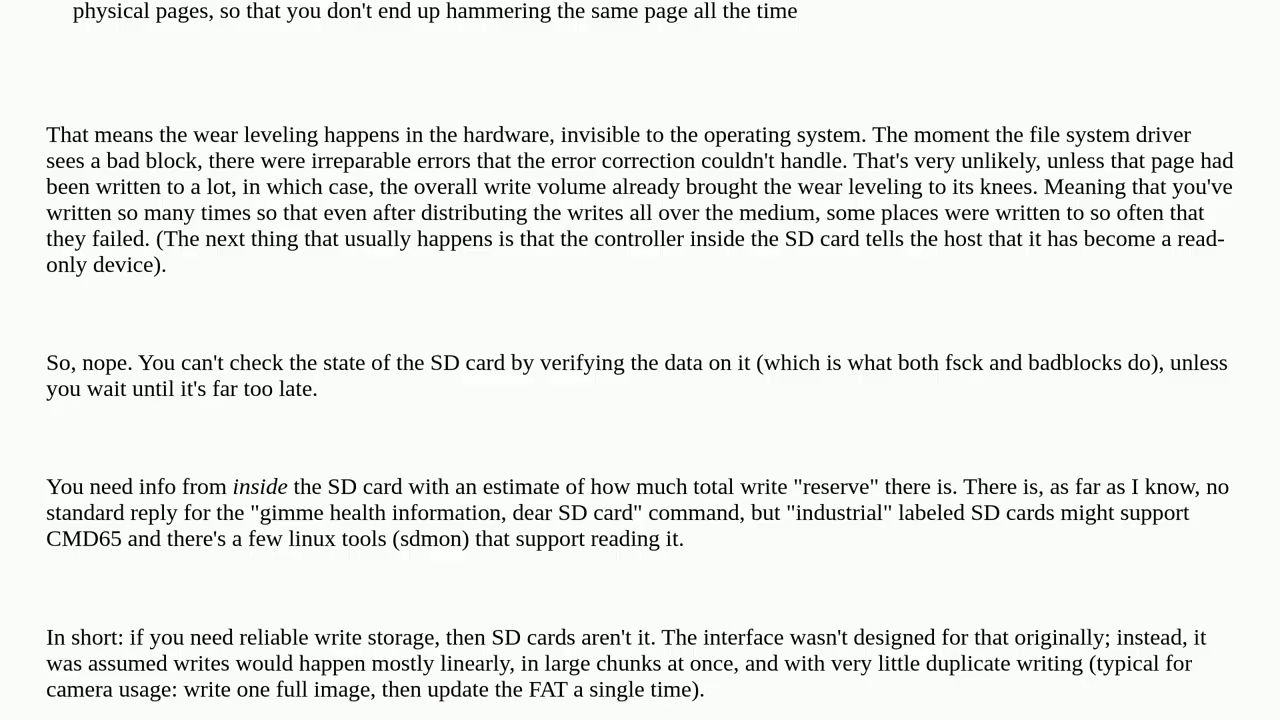 physical pages, so that you don't end up hammering the same page all the time
That means the wear leveling happens in the hardware, invisible to the operating system. The moment the file system driver
sees a bad block, there were irreparable errors that the error correction couldn't handle. That's very unlikely, unless that page had
been written to a lot, in which case, the overall write volume already brought the wear leveling to its knees. Meaning that you've
written so many times so that even after distributing the writes all over the medium, some places were written to so often that
they failed. (The next thing that usually happens is that the controller inside the SD card tells the host that it has become a read-
only device).
So, nope. You can't check the state of the SD card by verifying the data on it (which is what both fsck and badblocks do), unless
you wait until it's far too late.
You need info from inside the SD card with an estimate of how much total write "reserve" there is. There is, as far as I know, no
standard reply for the "gimme health information, dear SD card" command, but "industrial" labeled SD cards might support
CMD65 and there's a few linux tools (sdmon) that support reading it.
In short: if you need reliable write storage, then SD cards aren't it. The interface wasn't designed for that originally; instead, it
was assumed writes would happen mostly linearly, in large chunks at once, and with very little duplicate writing (typical for
camera usage: write one full image, then update the FAT a single time).